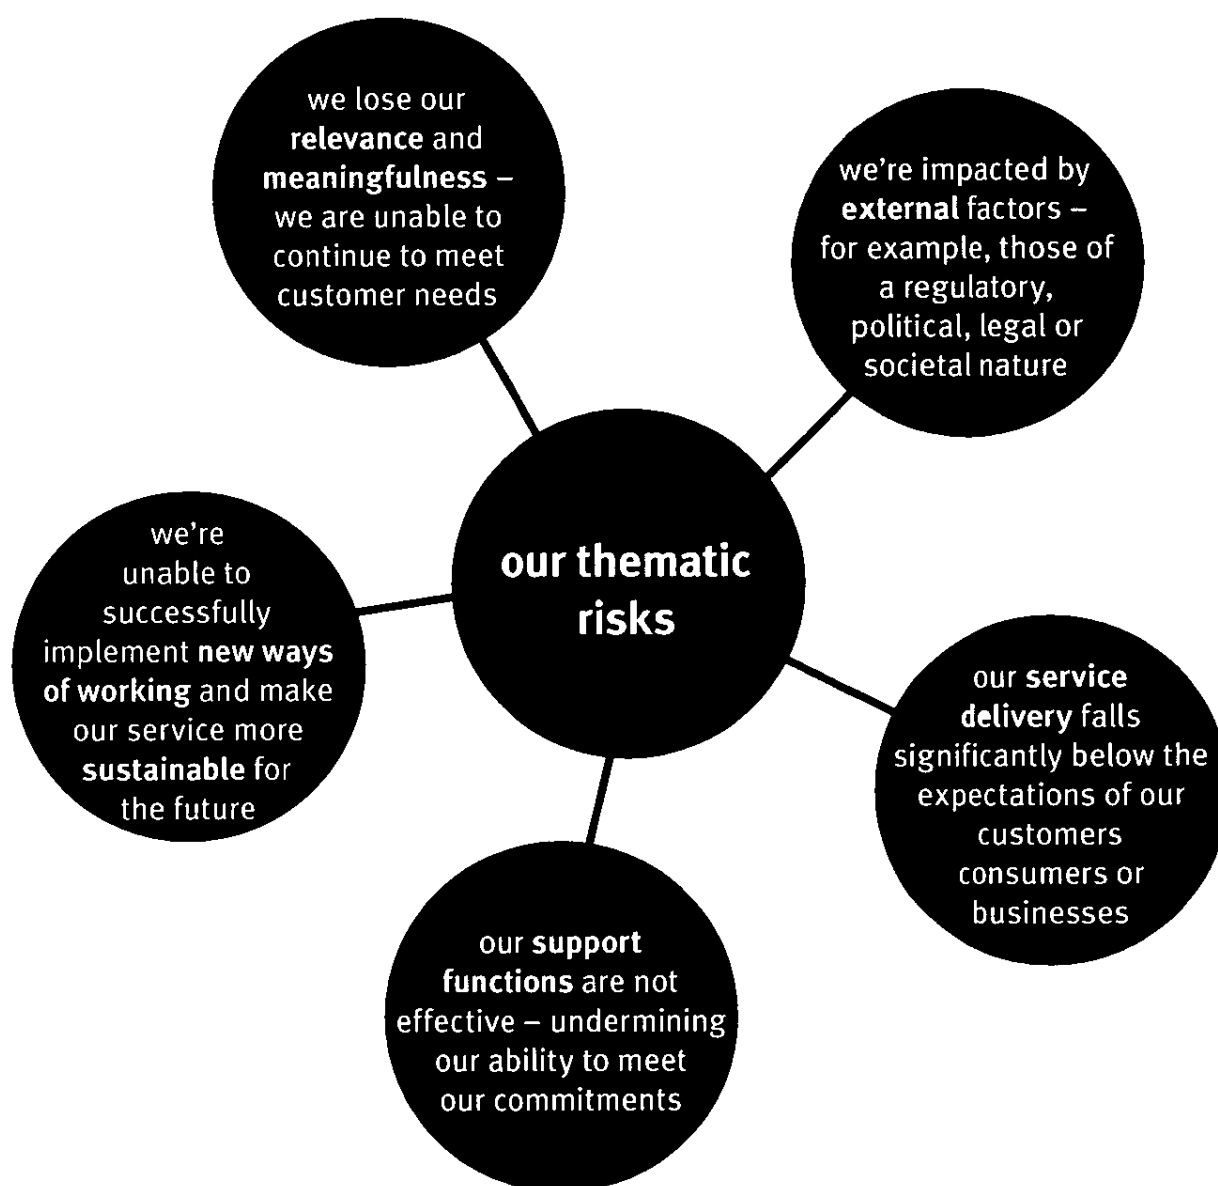 we lose our
relevance and
meaningfulness –
we are unable to
continue to meet
customer needs
we're impacted by
external factors –
for example, those of
a regulatory,
political, legal or
societal nature
our thematic
risks
we're
unable to
successfully
implement new ways
of working and make
our service more
sustainable for
the future
our service
delivery falls
significantly below the
expectations of our
customers
consumers or
businesses
our support
functions are not
effective – undermining
our ability to meet
our commitments